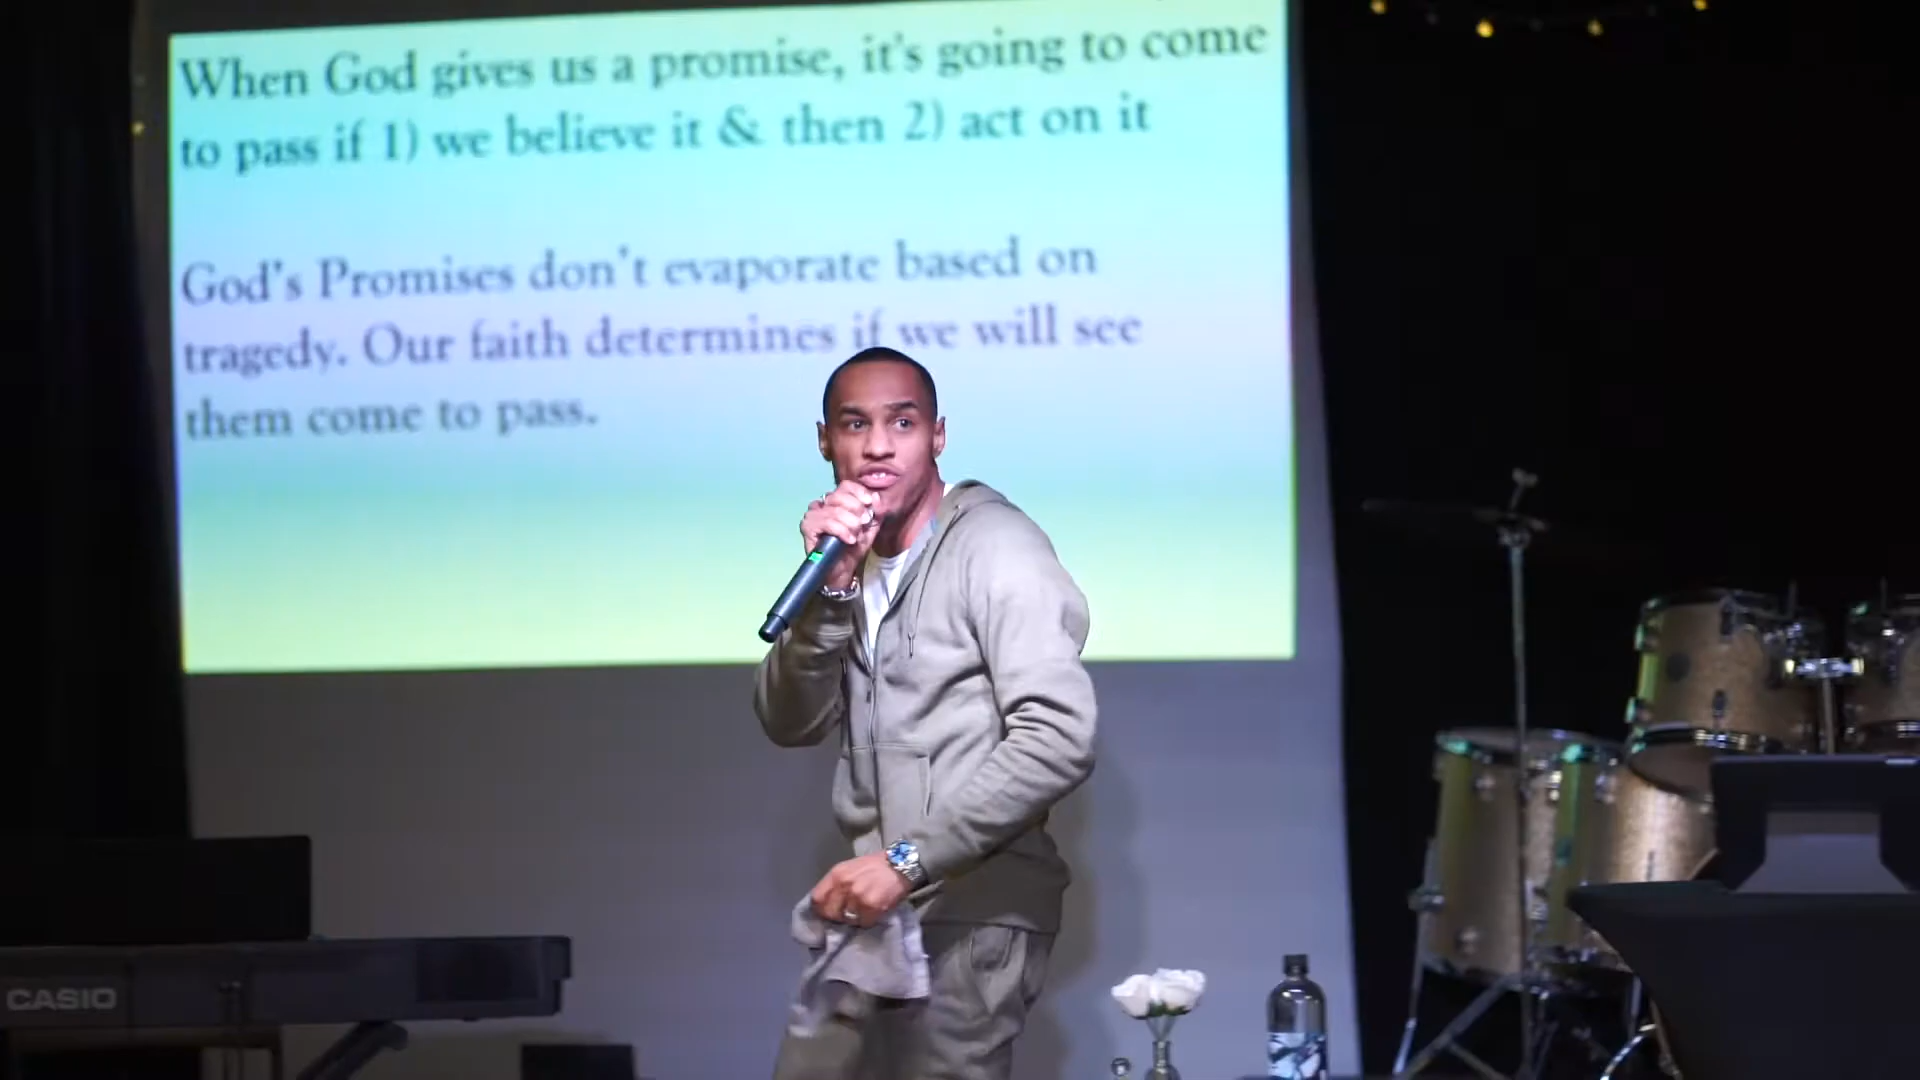 When God gives us a promise, it's going to come
to pass if 1) we believe it & then 2) act on it
God's Promises don't evaporate based on
tragedy. Our faith determines if we will see
them come to pass.
CASIO